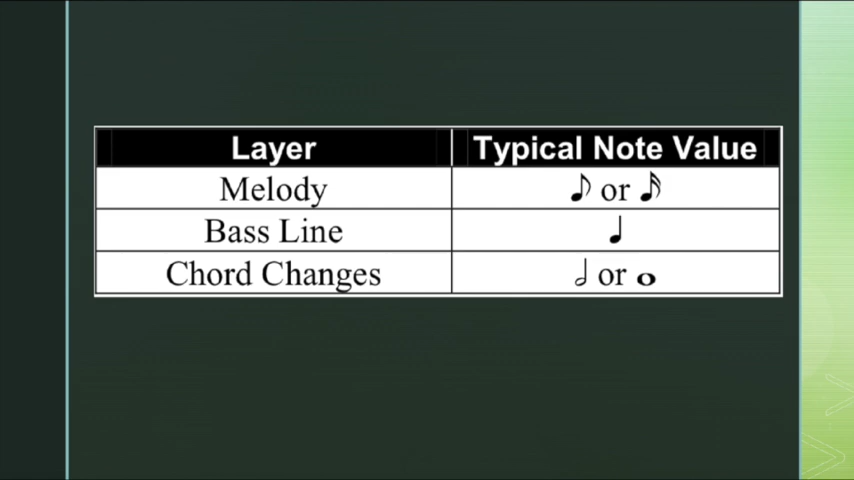 Layer Typical Note Value
Melody ♪ or 𝅘𝅥𝅯
Bass Line ♩
Chord Changes 𝅗𝅥 or 𝅝